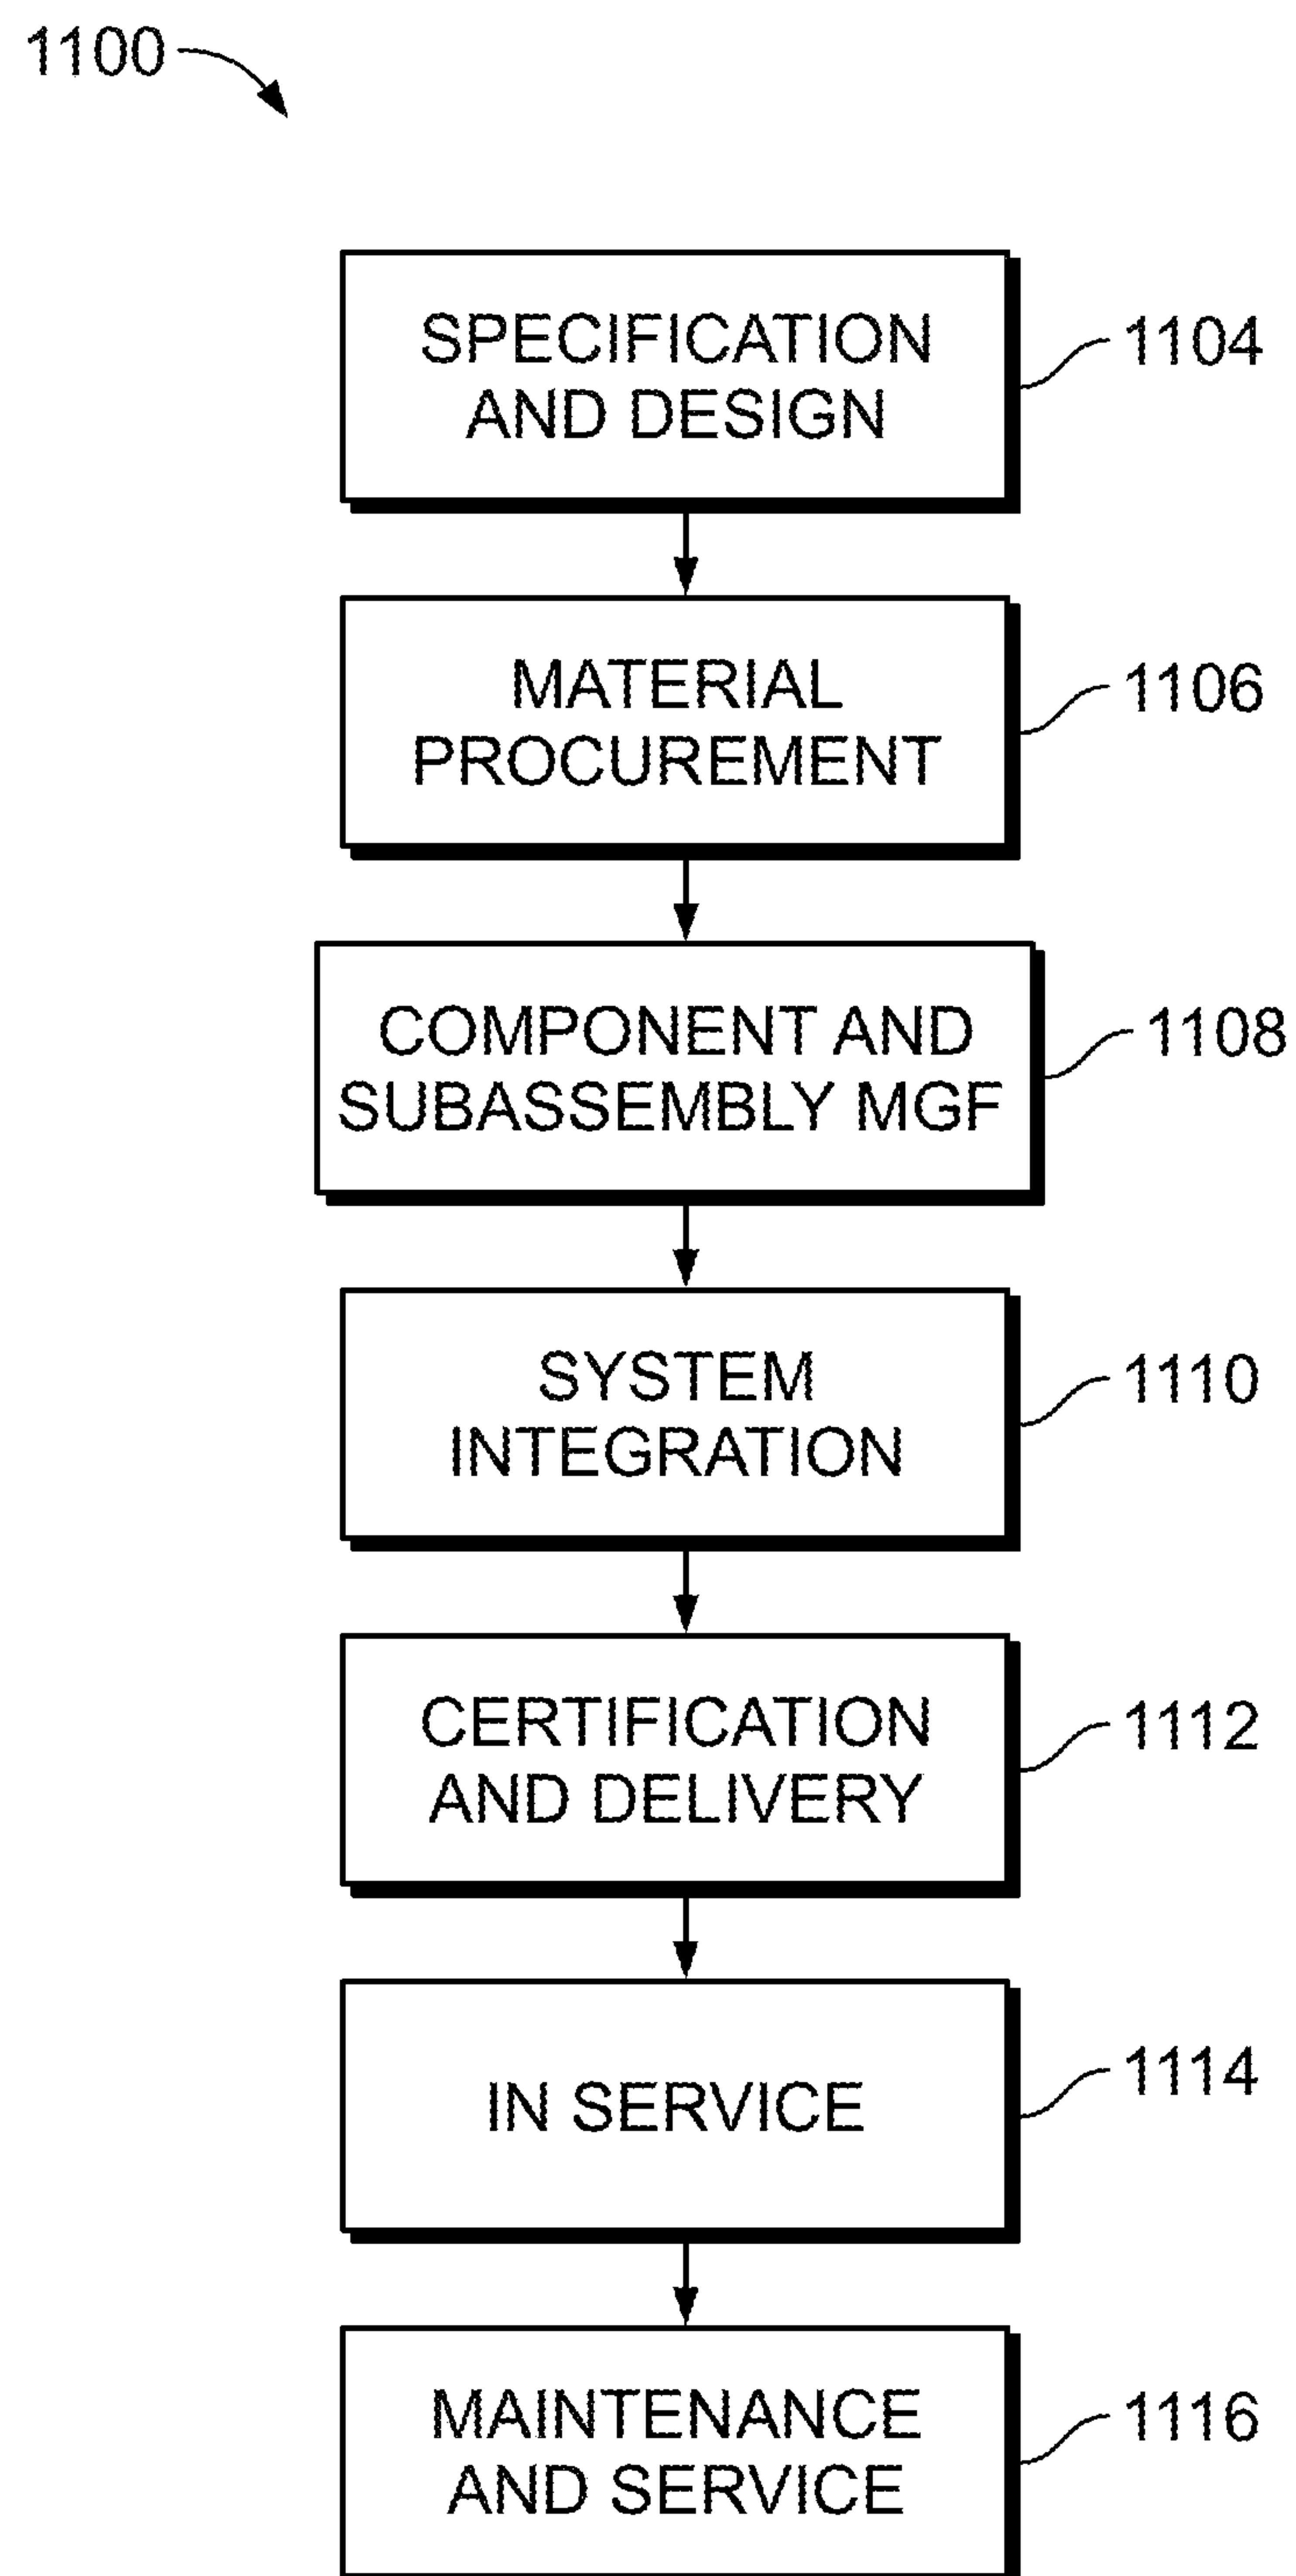 1100
SPECIFICATION
AND DESIGN
1104
MATERIAL
PROCUREMENT
1106
COMPONENT AND
SUBASSEMBLY MGF
1108
SYSTEM
INTEGRATION
1110
CERTIFICATION
AND DELIVERY
1112
IN SERVICE
1114
MAINTENANCE
AND SERVICE
1116